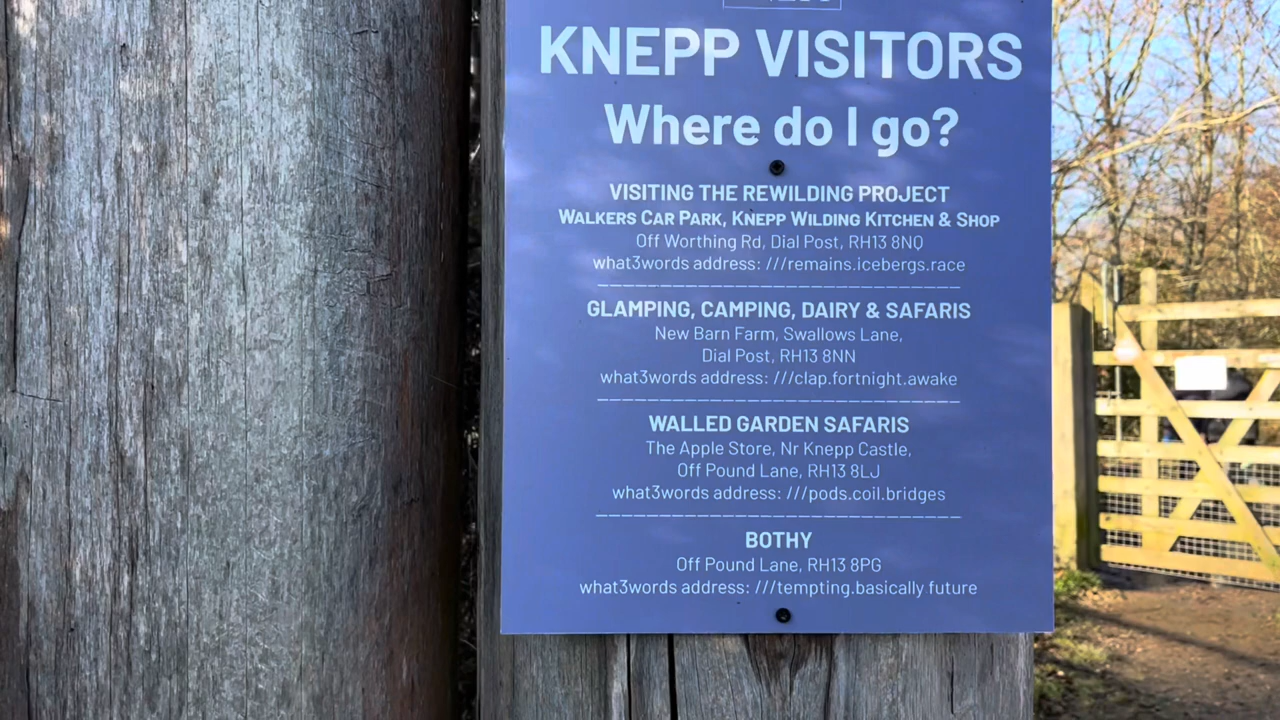 KNEPP VISITORS
Where do I go?
VISITING THE REWILDING PROJECT
WALKERS CAR PARK, KNEPP WILDING KITCHEN & SHOP
Off Worthing Rd, Dial Post, RH13 8NQ
what3words address: ///remains.icebergs.race
GLAMPING, CAMPING, DAIRY & SAFARIS
New Barn Farm, Swallows Lane,
Dial Post, RH13 8NN
what3words address: ///clap.fortnight.awake
WALLED GARDEN SAFARIS
The Apple Store, Nr Knepp Castle,
Off Pound Lane, RH13 8LJ
what3words address: ///pods.coil.bridges
BOTHY
Off Pound Lane, RH13 8PG
what3words address: ///tempting.basically.future